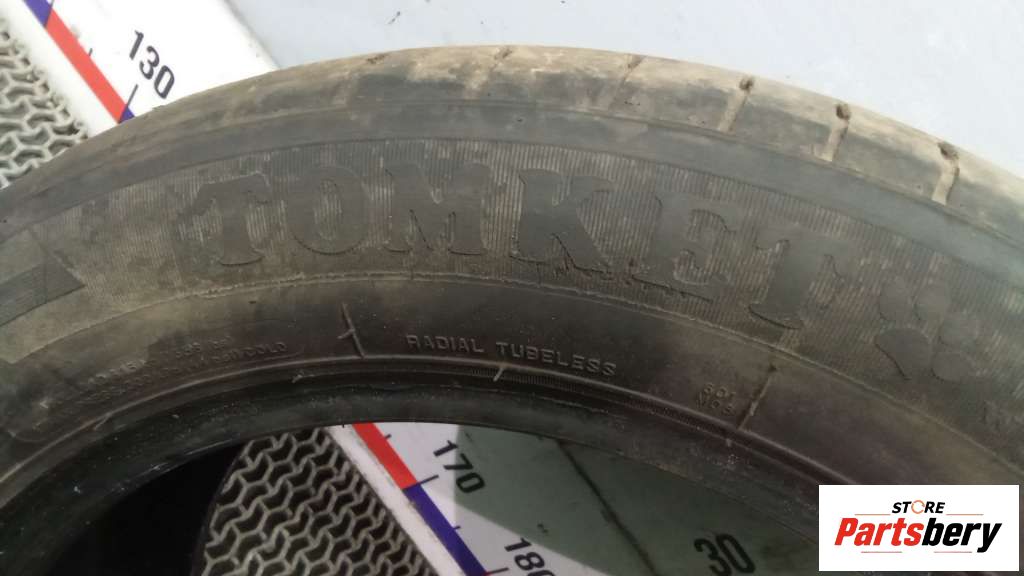 130
TOMKET
RADIAL TUBELESS
170
180
30
STORE
Partsbery